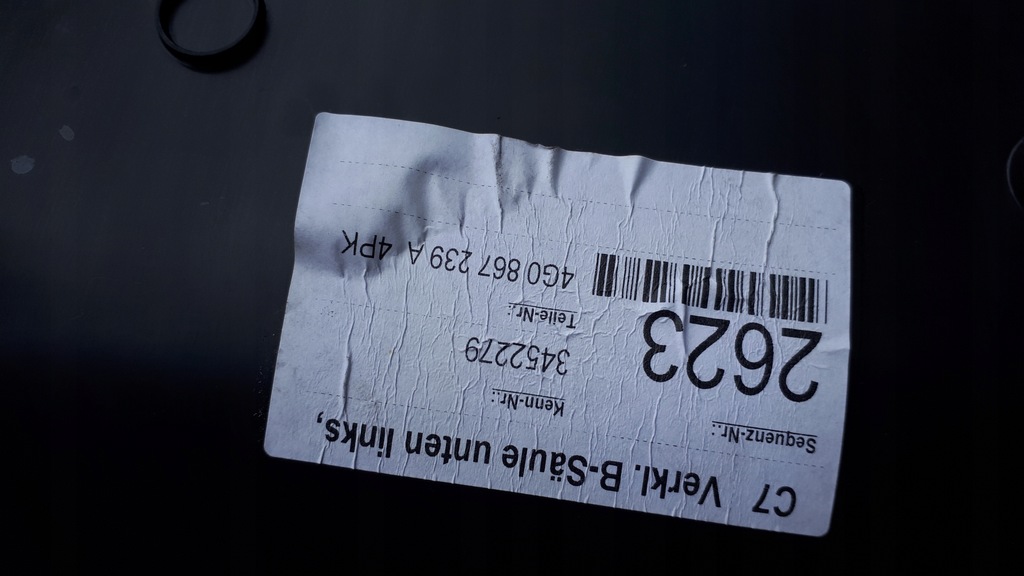 C7 Verkl. B-Säule unten links,
Sequenz-Nr.:
2623
Kenn-Nr.:
3452279
Teile-Nr.:
4G0 867 239 A 4PK